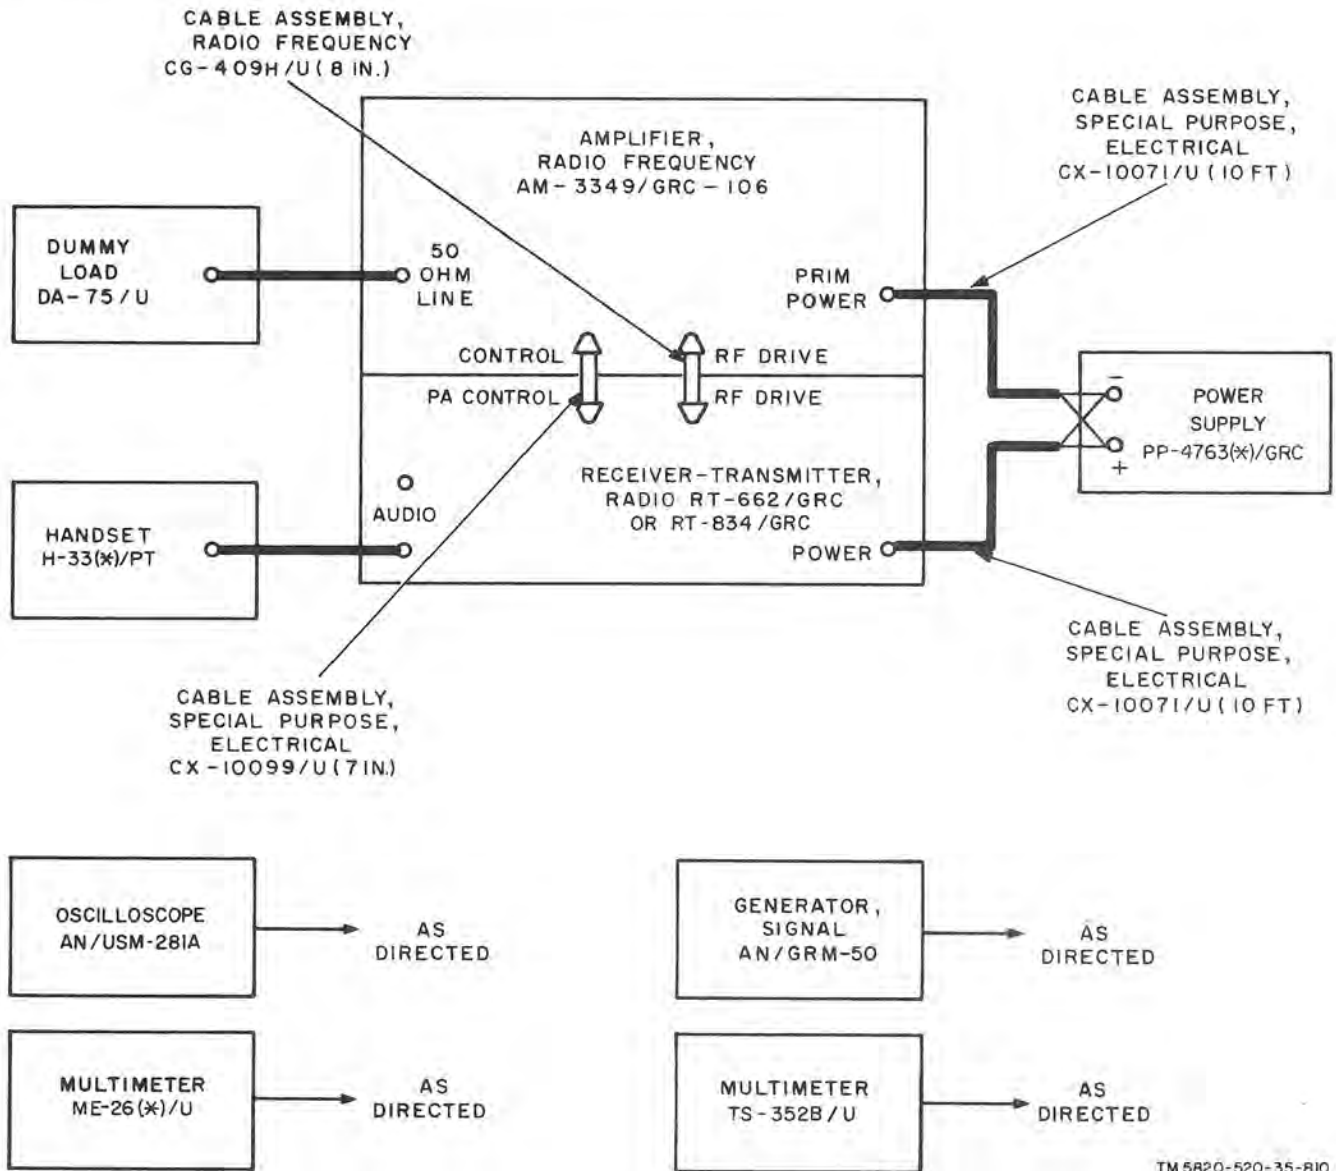 CABLE ASSEMBLY,
RADIO FREQUENCY
CG-409H/U (8 IN.)
CABLE ASSEMBLY,
SPECIAL PURPOSE,
ELECTRICAL
CX-10071/U (10 FT)
AMPLIFIER,
RADIO FREQUENCY
AM-3349/GRC-106
DUMMY
LOAD
DA-75/U
50
OHM
LINE
PRIM
POWER
CONTROL
RF DRIVE
PA CONTROL
RF DRIVE
-
POWER
SUPPLY
PP-4763(*)/GRC
+
RECEIVER-TRANSMITTER,
RADIO RT-662/GRC
OR RT-834/GRC
AUDIO
POWER
HANDSET
H-33(*)/PT
CABLE ASSEMBLY,
SPECIAL PURPOSE,
ELECTRICAL
CX-10071/U (10 FT)
CABLE ASSEMBLY,
SPECIAL PURPOSE,
ELECTRICAL
CX-10099/U (7 IN.)
OSCILLOSCOPE
AN/USM-281A
AS
DIRECTED
GENERATOR,
SIGNAL
AN/GRM-50
AS
DIRECTED
MULTIMETER
ME-26(*)/U
AS
DIRECTED
MULTIMETER
TS-352B/U
AS
DIRECTED
TM5820-520-35-810